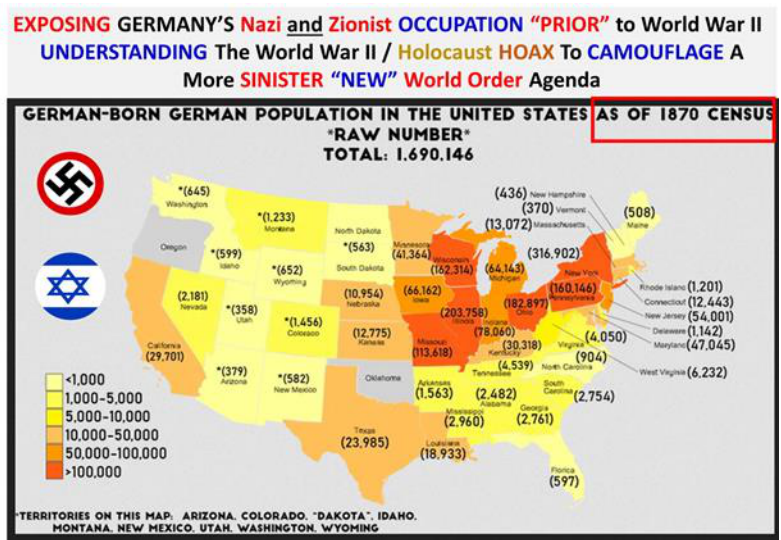 EXPOSING GERMANY'S Nazi and Zionist OCCUPATION “PRIOR” to World War II
UNDERSTANDING The World War II / Holocaust HOAX To CAMOUFLAGE A
More SINISTER “NEW” World Order Agenda
GERMAN-BORN GERMAN POPULATION IN THE UNITED STATES AS OF 1870 CENSUS
*RAW NUMBER*
TOTAL: 1,690,146
*(645)
Washington
*(1,233)
Montana
North Dakota
*(563)
South Dakota
Minnesota
(41,364)
Wisconsin
(162,314)
(64,143)
Michigan
(436) New Hampshire
(370) Vermont
(13,072) Massachusetts
(508)
Maine
(316,902)
New York
Oregon
*(599)
Idaho
*(652)
Wyoming
(10,954)
Nebraska
(66,162)
Iowa
(203,758)
Illinois
Indiana
(78,060)
(182,897)
Ohio
(160,146)
Pennsylvania
Rhode Island (1,201)
Connecticut (12,443)
New Jersey (54,001)
Delaware (1,142)
Maryland (47,045)
(2,181)
Nevada
*(358)
Utah
*(1,456)
Colorado
(12,775)
Kansas
Missouri
(113,618)
(30,318)
Kentucky
(4,050)
Virginia
West Virginia (6,232)
California
(29,701)
*(379)
Arizona
*(582)
New Mexico
Oklahoma
Arkansas
(1,563)
(4,539)
Tennessee
(904)
North Carolina
South Carolina (2,754)
Mississippi
(2,960)
(2,482)
Alabama
Georgia
(2,761)
Texas
(23,985)
Louisiana
(18,933)
Florica
(597)
<1,000
1,000-5,000
5,000-10,000
10,000-50,000
50,000-100,000
>100,000
*TERRITORIES ON THIS MAP: ARIZONA, COLORADO, "DAKOTA", IDAHO,
MONTANA, NEW MEXICO, UTAH, WASHINGTON, WYOMING